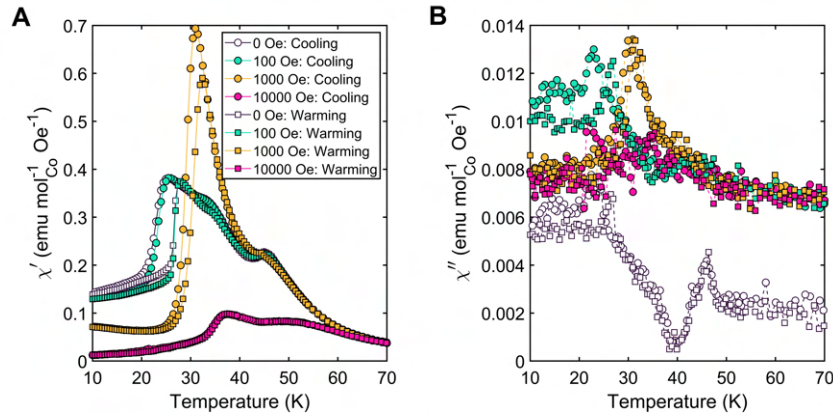 A
χ′ (emu mol⁻¹_Co Oe⁻¹)
0.7
0.6
0.5
0.4
0.3
0.2
0.1
0
0 Oe: Cooling
100 Oe: Cooling
1000 Oe: Cooling
10000 Oe: Cooling
0 Oe: Warming
100 Oe: Warming
1000 Oe: Warming
10000 Oe: Warming
10 20 30 40 50 60 70
Temperature (K)
B
χ″ (emu mol⁻¹_Co Oe⁻¹)
0.014
0.012
0.010
0.008
0.006
0.004
0.002
0
10 20 30 40 50 60 70
Temperature (K)